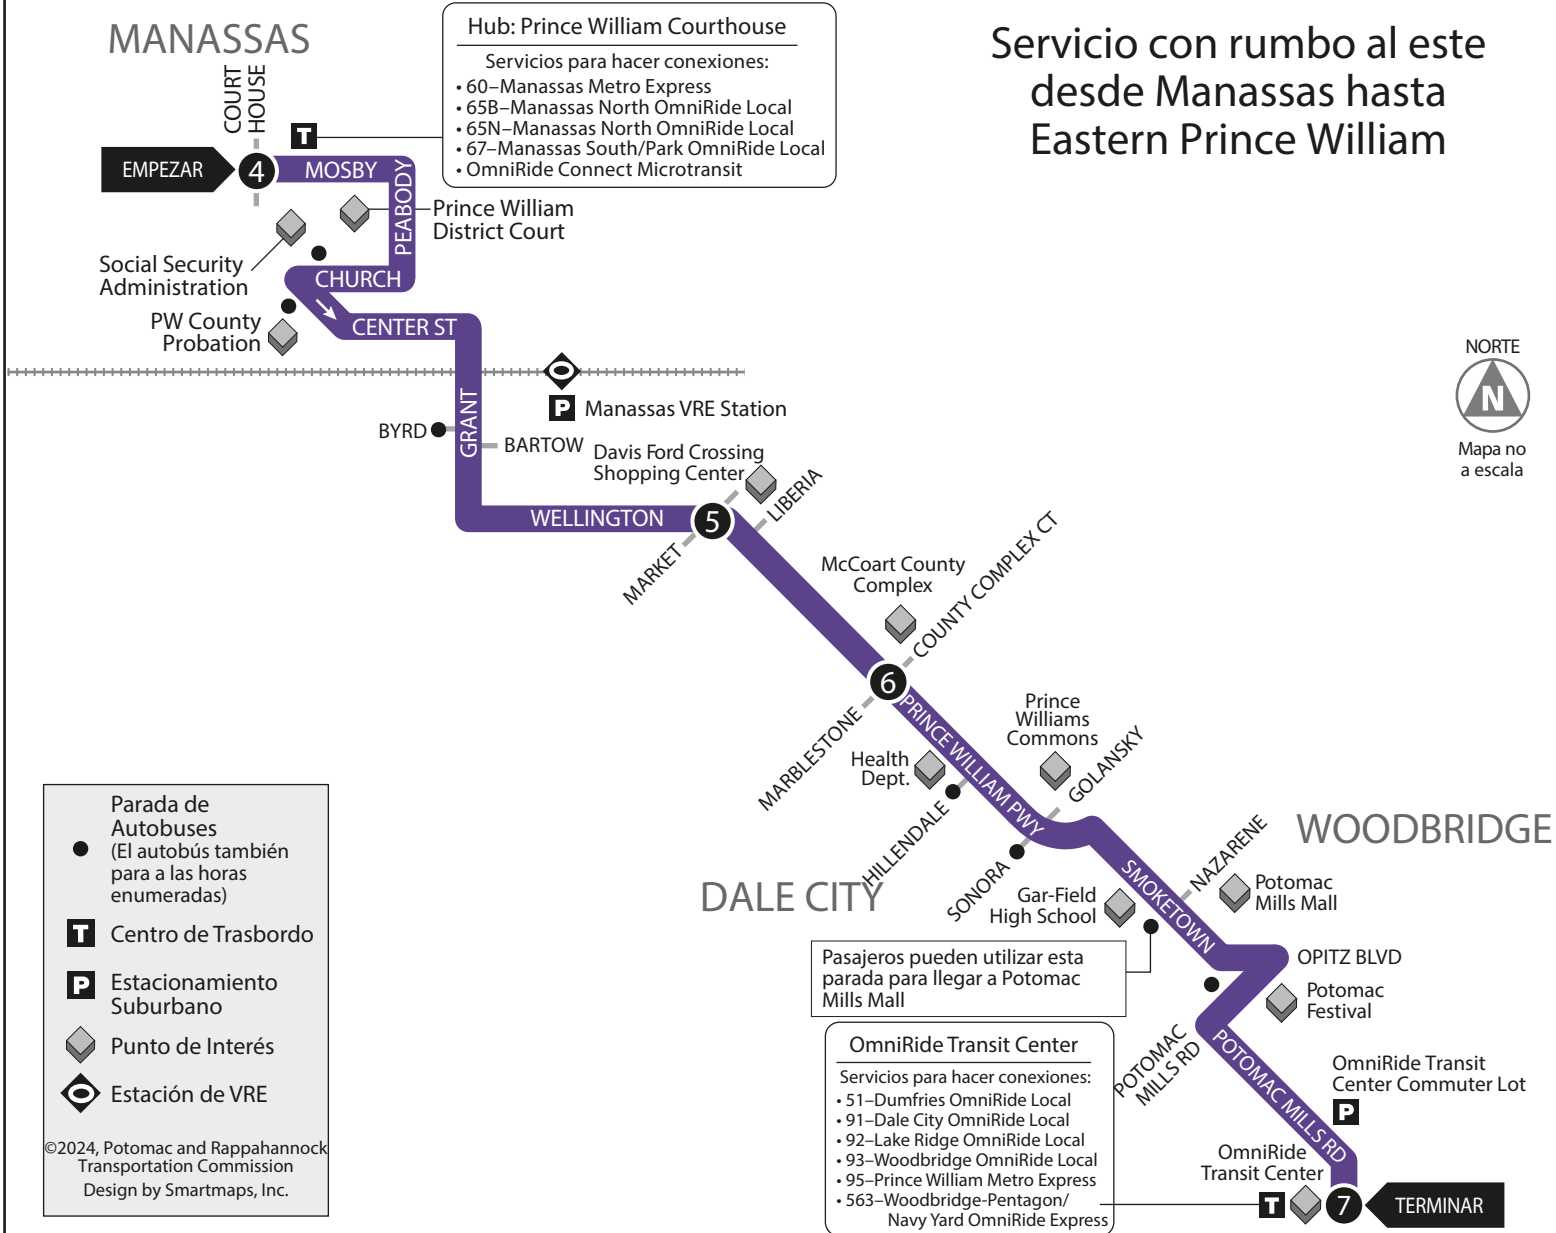 MANASSAS
Servicio con rumbo al este
desde Manassas hasta
Eastern Prince William
Hub: Prince William Courthouse
Servicios para hacer conexiones:
• 60–Manassas Metro Express
• 65B–Manassas North OmniRide Local
• 65N–Manassas North OmniRide Local
• 67–Manassas South/Park OmniRide Local
• OmniRide Connect Microtransit
COURT
HOUSE
T
EMPEZAR
4
MOSBY
PEABODY
Prince William
District Court
Social Security
Administration
CHURCH
PW County
Probation
CENTER ST
NORTE
N
Mapa no
a escala
P
Manassas VRE Station
GRANT
BYRD
BARTOW
Davis Ford Crossing
Shopping Center
LIBERIA
WELLINGTON
5
MARKET
McCoart County
Complex
COUNTY COMPLEX CT
6
MARBLESTONE
PRINCE WILLIAM PWY
Prince
Williams
Commons
GOLANSKY
Health
Dept.
HILLENDALE
SONORA
WOODBRIDGE
DALE CITY
SMOKETOWN
NAZARENE
Potomac
Mills Mall
Gar-Field
High School
Pasajeros pueden utilizar esta
parada para llegar a Potomac
Mills Mall
OPITZ BLVD
Potomac
Festival
POTOMAC
MILLS RD
POTOMAC MILLS RD
OmniRide Transit
Center Commuter Lot
P
OmniRide Transit Center
Servicios para hacer conexiones:
• 51–Dumfries OmniRide Local
• 91–Dale City OmniRide Local
• 92–Lake Ridge OmniRide Local
• 93–Woodbridge OmniRide Local
• 95–Prince William Metro Express
• 563–Woodbridge-Pentagon/
Navy Yard OmniRide Express
OmniRide
Transit Center
T
7
TERMINAR
Parada de
Autobuses
(El autobús también
para a las horas
enumeradas)
T
Centro de Trasbordo
P
Estacionamiento
Suburbano
Punto de Interés
Estación de VRE
©2024, Potomac and Rappahannock
Transportation Commission
Design by Smartmaps, Inc.